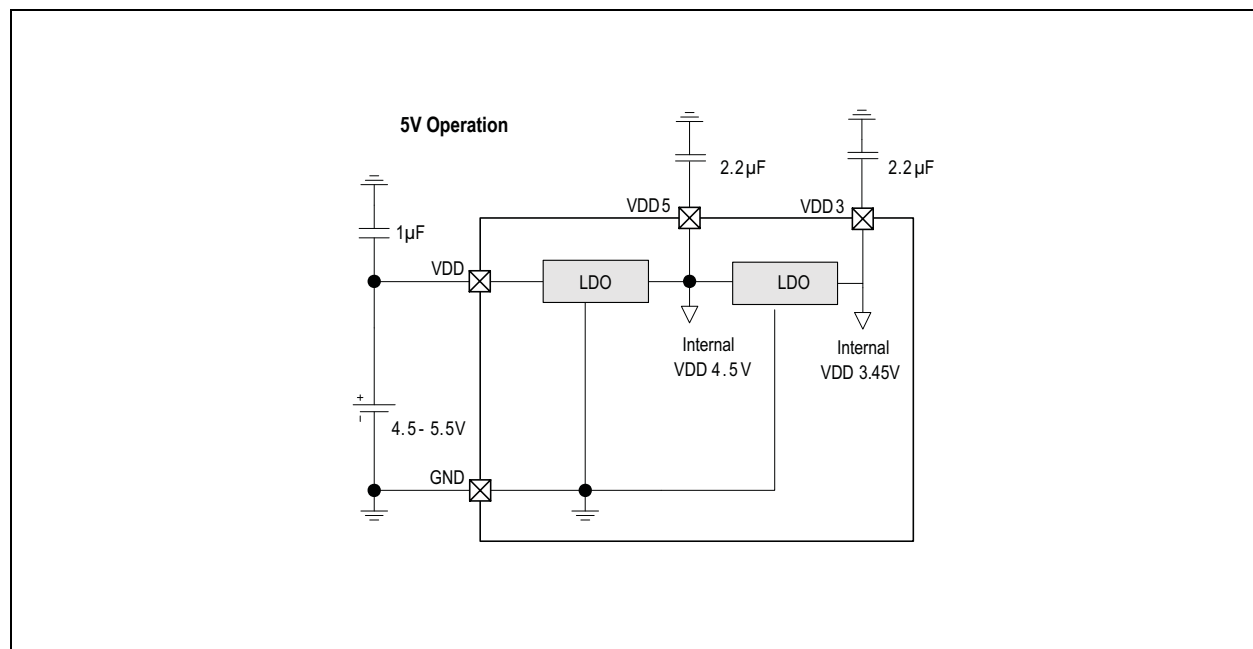 5V Operation
2.2µF
2.2µF
VDD5
VDD3
1µF
VDD
LDO
LDO
Internal
VDD 4.5V
Internal
VDD 3.45V
+
-
4.5- 5.5V
GND